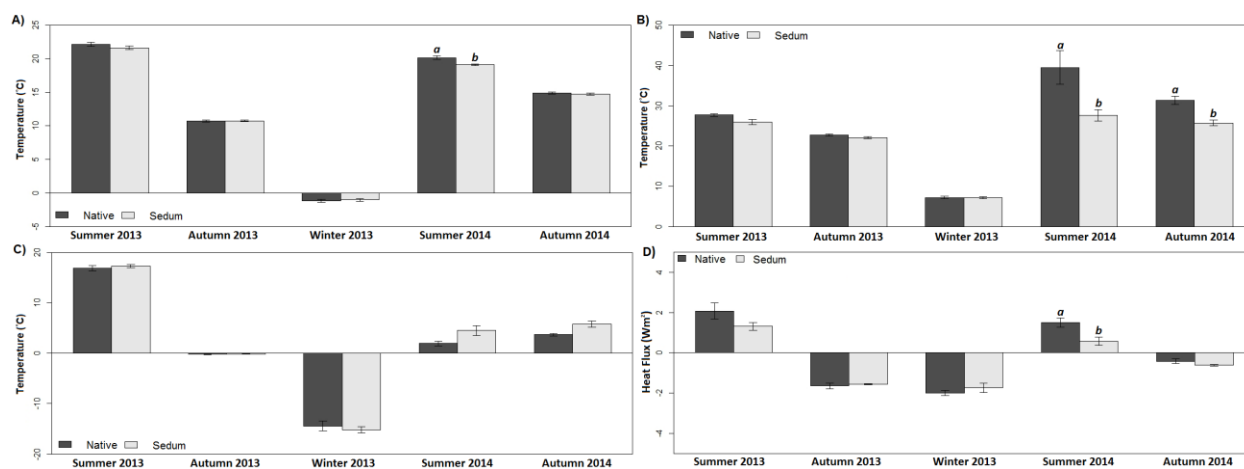 A)
Temperature (˚C)
25
20
15
10
5
0
-5
a
b
Native
Sedum
Summer 2013
Autumn 2013
Winter 2013
Summer 2014
Autumn 2014
B)
Temperature (˚C)
50
40
30
20
10
0
Native
Sedum
a
b
a
b
Summer 2013
Autumn 2013
Winter 2013
Summer 2014
Autumn 2014
C)
Temperature (˚C)
20
10
0
-10
-20
Native
Sedum
Summer 2013
Autumn 2013
Winter 2013
Summer 2014
Autumn 2014
D)
Heat Flux (Wm²)
4
2
0
-2
-4
Native
Sedum
a
b
Summer 2013
Autumn 2013
Winter 2013
Summer 2014
Autumn 2014